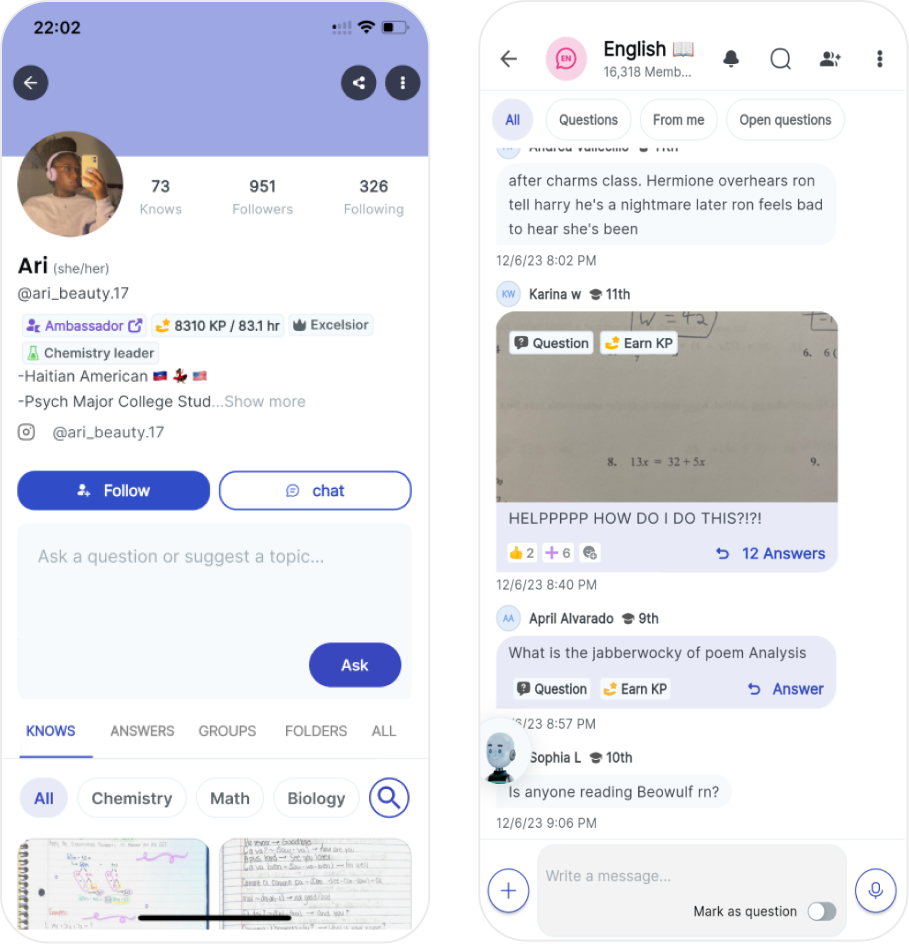 22:02
73
951
326
Knows
Followers
Following
Ari (she/her)
@ari_beauty.17
Ambassador
8310 KP / 83.1 hr
Excelsior
Chemistry leader
-Haitian American
-Psych Major College Stud...Show more
@ari_beauty.17
Follow
chat
Ask a question or suggest a topic...
Ask
KNOWS
ANSWERS
GROUPS
FOLDERS
ALL
All
Chemistry
Math
Biology
EN
English
16,318 Memb...
All
Questions
From me
Open questions
11th
after charms class. Hermione overhears ron
tell harry he's a nightmare later ron feels bad
to hear she's been
12/6/23 8:02 PM
KW
Karina w
11th
W = 42
Question
Earn KP
6. 6(
7
8. 13x = 32 + 5x
9.
HELPPPPP HOW DO I DO THIS?!?!
2
6
12 Answers
12/6/23 8:40 PM
AA
April Alvarado
9th
What is the jabberwocky of poem Analysis
Question
Earn KP
Answer
6/23 8:57 PM
Sophia L
10th
Is anyone reading Beowulf rn?
12/6/23 9:06 PM
Write a message...
Mark as question